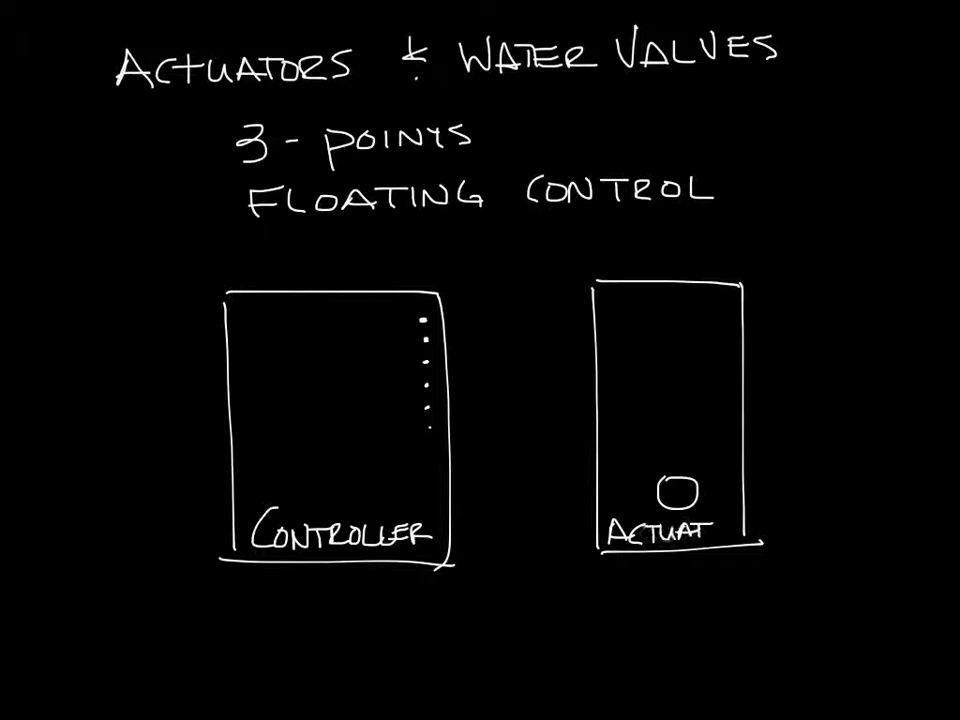 ACTUATORS & WATER VALVES
3-POINTS
FLOATING CONTROL
CONTROLLER
ACTUAT